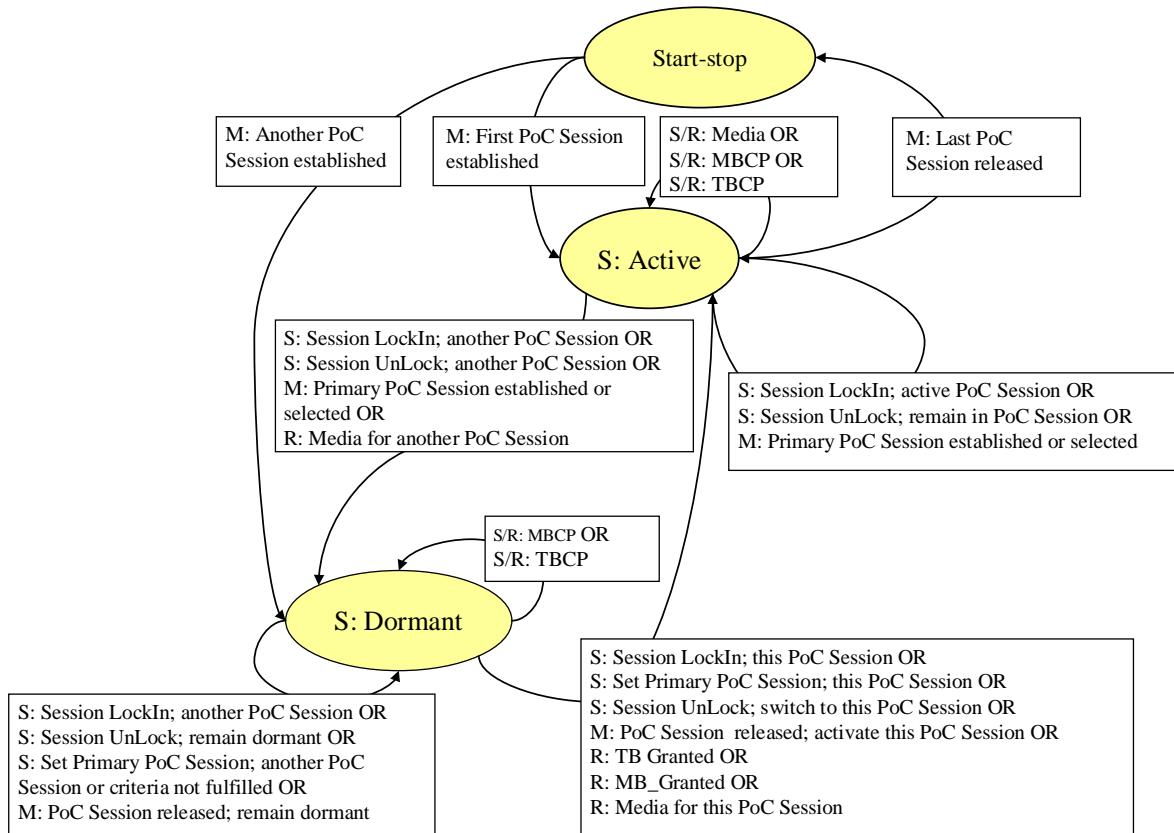 Start-stop
M: Another PoC
Session established
M: First PoC Session
established
S/R: Media OR
S/R: MBCP OR
S/R: TBCP
M: Last PoC
Session released
S: Active
S: Session LockIn; another PoC Session OR
S: Session UnLock; another PoC Session OR
M: Primary PoC Session established or
selected OR
R: Media for another PoC Session
S: Session LockIn; active PoC Session OR
S: Session UnLock; remain in PoC Session OR
M: Primary PoC Session established or selected
S/R: MBCP OR
S/R: TBCP
S: Dormant
S: Session LockIn; another PoC Session OR
S: Session UnLock; remain dormant OR
S: Set Primary PoC Session; another PoC
Session or criteria not fulfilled OR
M: PoC Session released; remain dormant
S: Session LockIn; this PoC Session OR
S: Set Primary PoC Session; this PoC Session OR
S: Session UnLock; switch to this PoC Session OR
M: PoC Session released; activate this PoC Session OR
R: TB Granted OR
R: MB_Granted OR
R: Media for this PoC Session